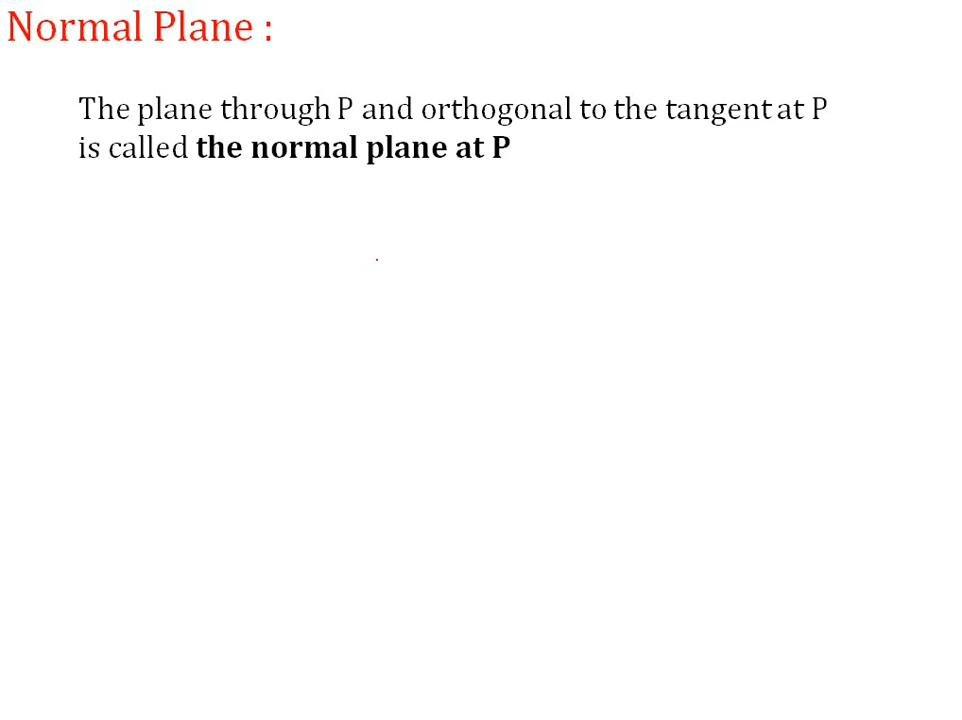 Normal Plane :
The plane through P and orthogonal to the tangent at P
is called the normal plane at P